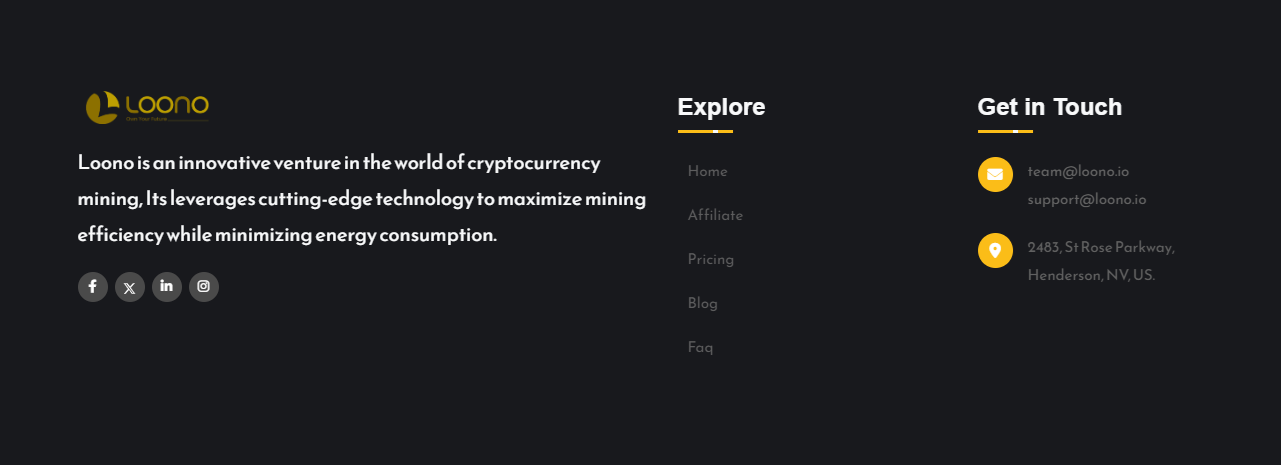 LOONO
Loono is an innovative venture in the world of cryptocurrency
mining, Its leverages cutting-edge technology to maximize mining
efficiency while minimizing energy consumption.
Explore
Home
Affiliate
Pricing
Blog
Faq
Get in Touch
team@loono.io
support@loono.io
2483, St Rose Parkway,
Henderson, NV, US.